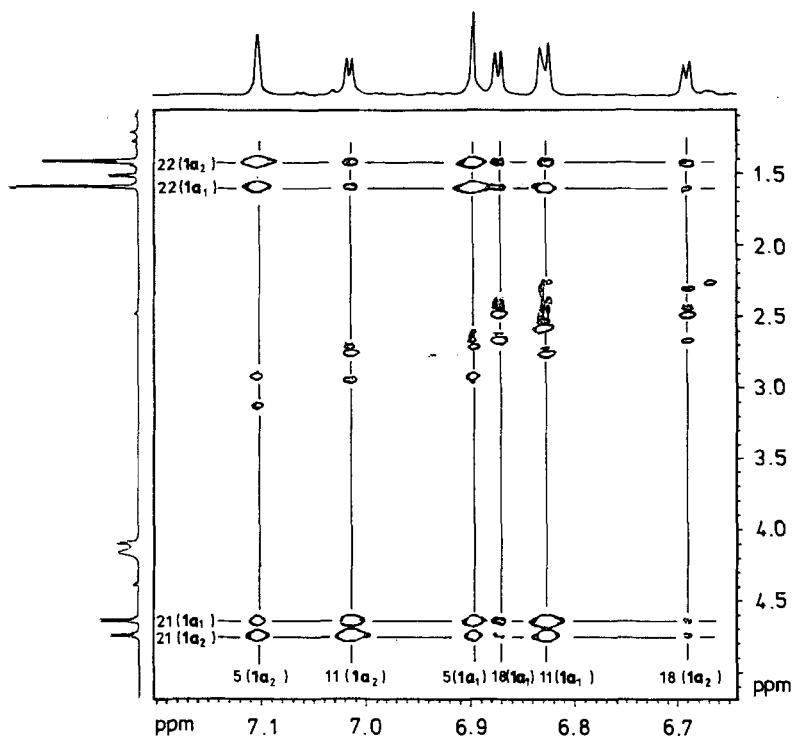 22(1a₂)
22(1a₁)
1.5
2.0
2.5
3.0
3.5
4.0
4.5
21(1a₁)
21(1a₂)
5(1a₂) 11(1a₂) 5(1a₁) 18(1a₁) 11(1a₁) 18(1a₂)
ppm
ppm 7.1 7.0 6.9 6.8 6.7